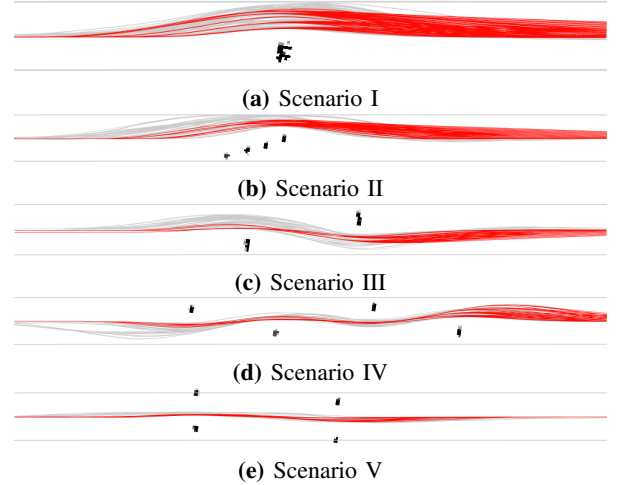 (a) Scenario I
(b) Scenario II
(c) Scenario III
(d) Scenario IV
(e) Scenario V